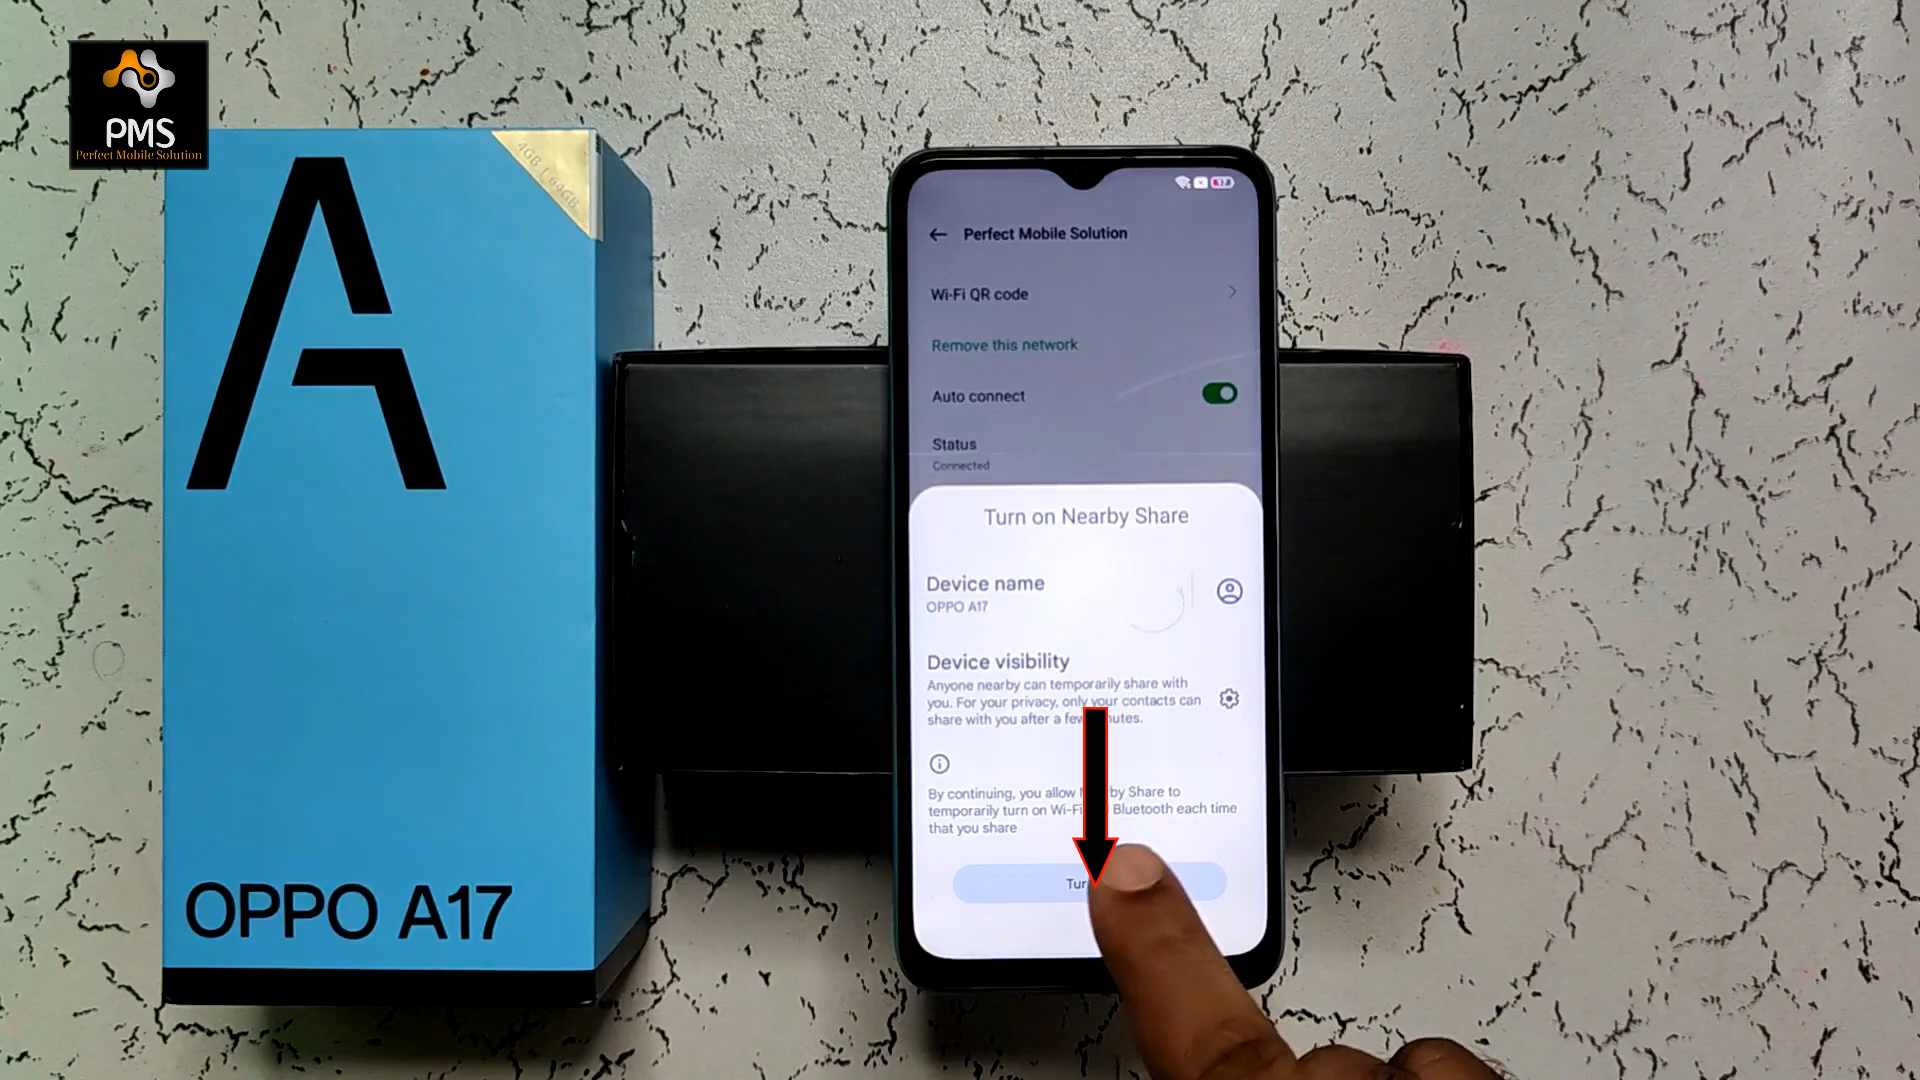 PMS
Perfect Mobile Solution
4GB | 64GB
OPPO A17
Perfect Mobile Solution
Wi-Fi QR code
Remove this network
Auto connect
Status
Connected
Turn on Nearby Share
Device name
OPPO A17
Device visibility
Anyone nearby can temporarily share with
you. For your privacy, only your contacts can
share with you after a few
By continuing, you allow Share to
temporarily turn on Wi-Fi Bluetooth each time
that you share